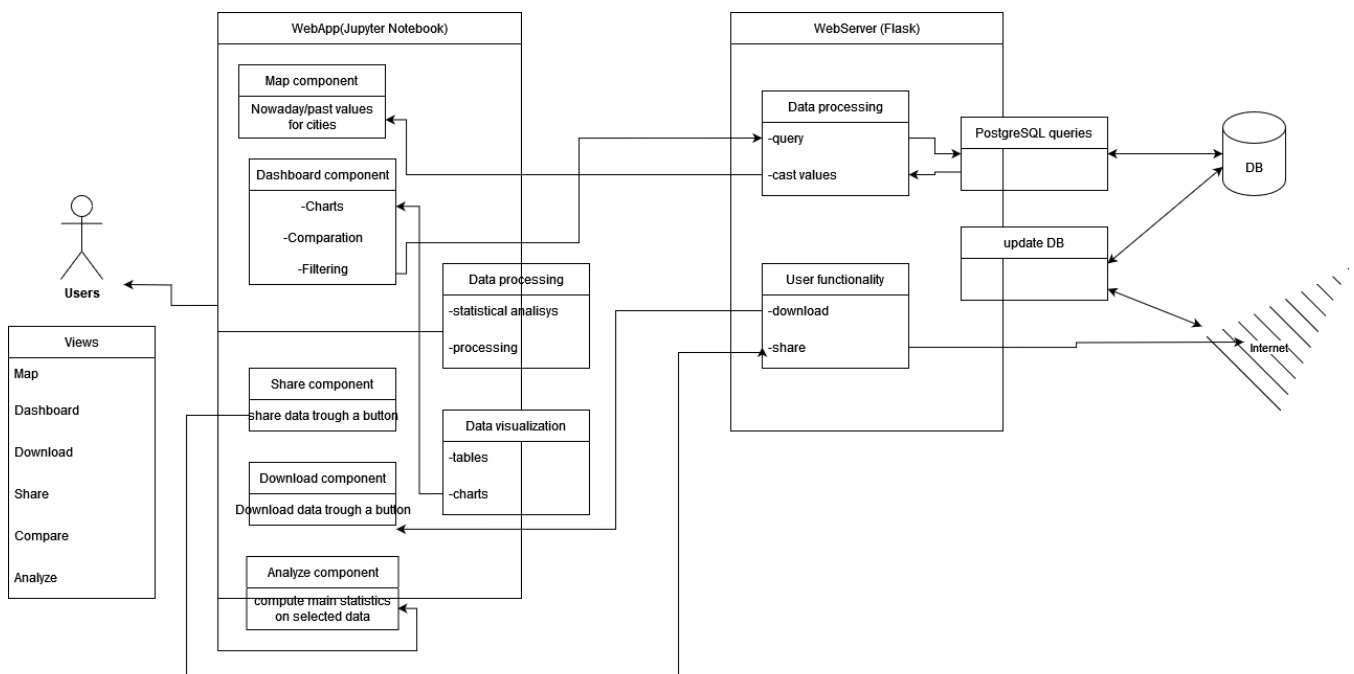 WebApp(Jupyter Notebook)
Map component
Nowaday/past values
for cities
Dashboard component
-Charts
-Comparation
-Filtering
Data processing
-statistical analisys
-processing
Share component
share data trough a button
Data visualization
-tables
-charts
Download component
Download data trough a button
Analyze component
compute main statistics
on selected data
Users
Views
Map
Dashboard
Download
Share
Compare
Analyze
WebServer (Flask)
Data processing
-query
-cast values
PostgreSQL queries
update DB
User functionality
-download
-share
DB
Internet